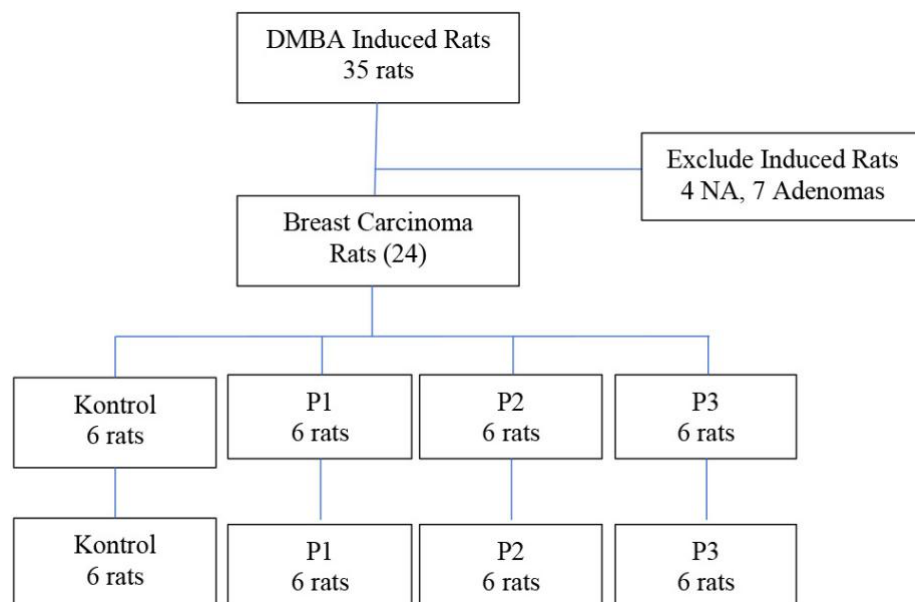 DMBA Induced Rats
35 rats
Exclude Induced Rats
4 NA, 7 Adenomas
Breast Carcinoma
Rats (24)
Kontrol
6 rats
P1
6 rats
P2
6 rats
P3
6 rats
Kontrol
6 rats
P1
6 rats
P2
6 rats
P3
6 rats